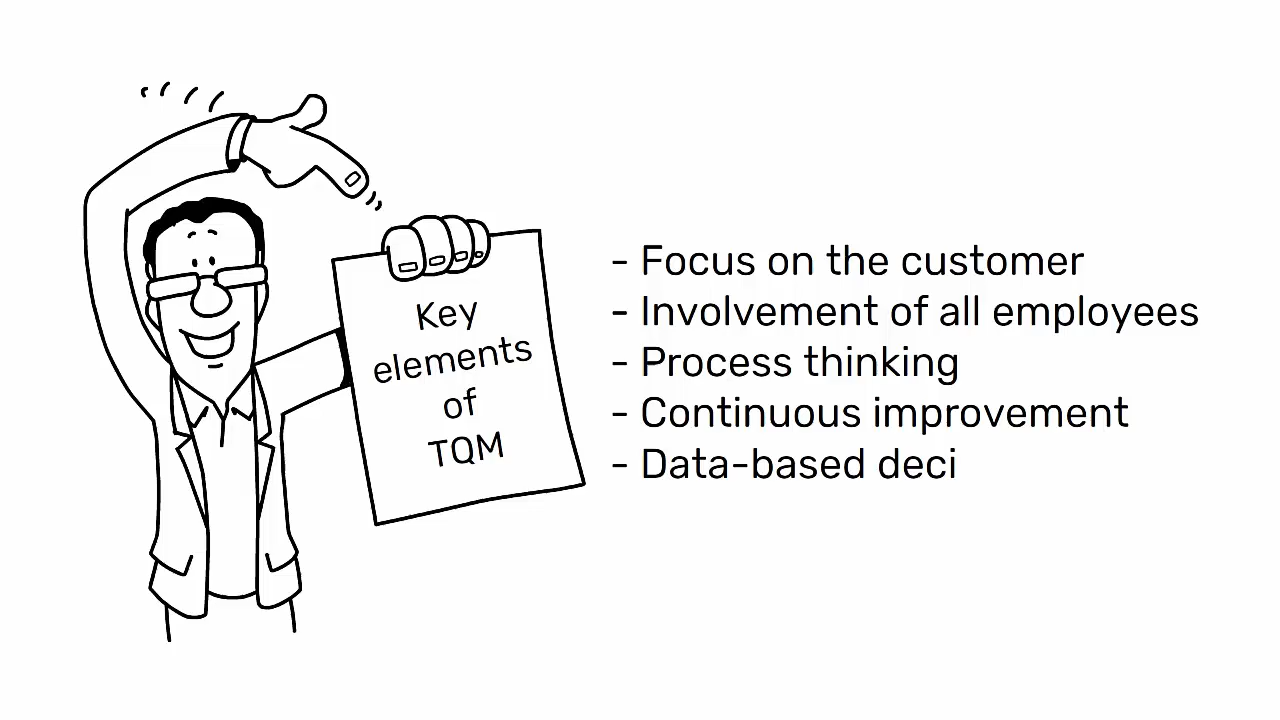 Key
elements
of
TQM
- Focus on the customer
- Involvement of all employees
- Process thinking
- Continuous improvement
- Data-based deci